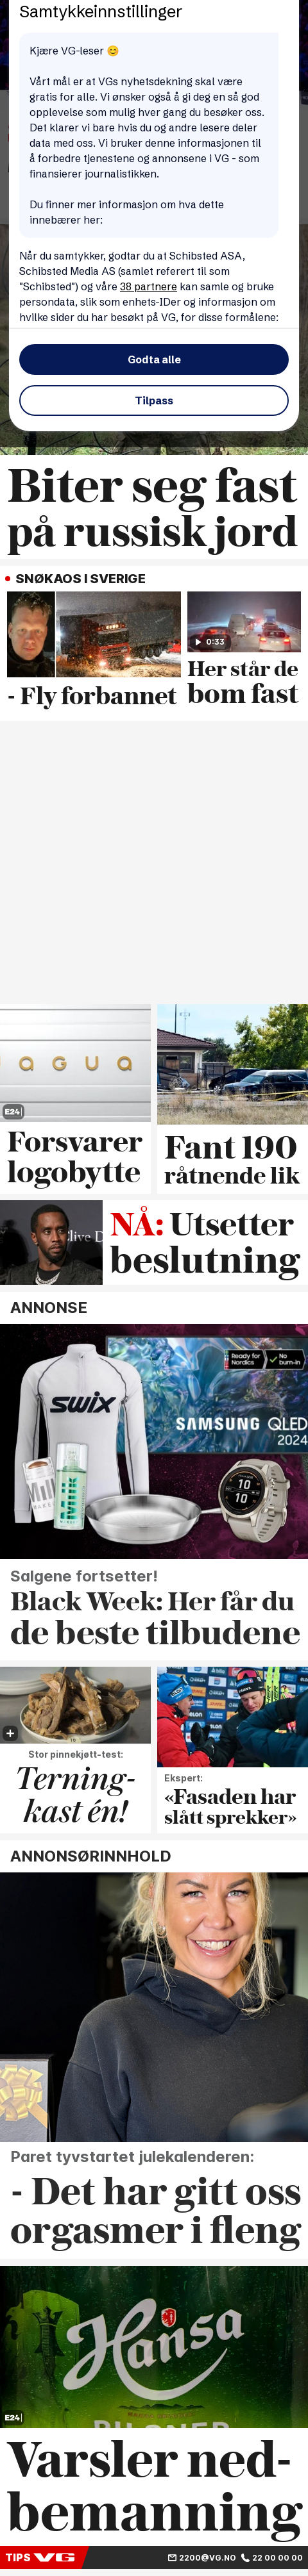 Samtykkeinnstillinger
Kjære VG-leser 😊
Vårt mål er at VGs nyhetsdekning skal være
gratis for alle. Vi ønsker også å gi deg en så god
opplevelse som mulig hver gang du besøker oss.
Det klarer vi bare hvis du og andre lesere deler
data med oss. Vi bruker denne informasjonen til
å forbedre tjenestene og annonsene i VG - som
finansierer journalistikken.
Du finner mer informasjon om hva dette
innebærer her:
Når du samtykker, godtar du at Schibsted ASA,
Schibsted Media AS (samlet referert til som
"Schibsted") og våre 38 partnere kan samle og bruke
persondata, slik som enhets-IDer og informasjon om
hvilke sider du har besøkt på VG, for disse formålene:
Godta alle
Tilpass
Biter seg fast
på russisk jord
SNØKAOS I SVERIGE
0:33
- Fly forbannet
Her står de
bom fast
AGUA
E24
Forsvarer
logobytte
Fant 190
råtnende lik
NÅ: Utsetter
beslutning
ANNONSE
Ready for Nordics
No burn-in
SWIX
SAMSUNG QLED
2024
MILK
Salgene fortsetter!
Black Week: Her får du
de beste tilbudene
Stor pinnekjøtt-test:
Terning-
kast én!
Ekspert:
«Fasaden har
slått sprekker»
ANNONSØRINNHOLD
Paret tyvstartet julekalenderen:
- Det har gitt oss
orgasmer i fleng
Hansa
PILSNER
E24
Varsler ned-
bemanning
TIPS VG
2200@VG.NO
22 00 00 00